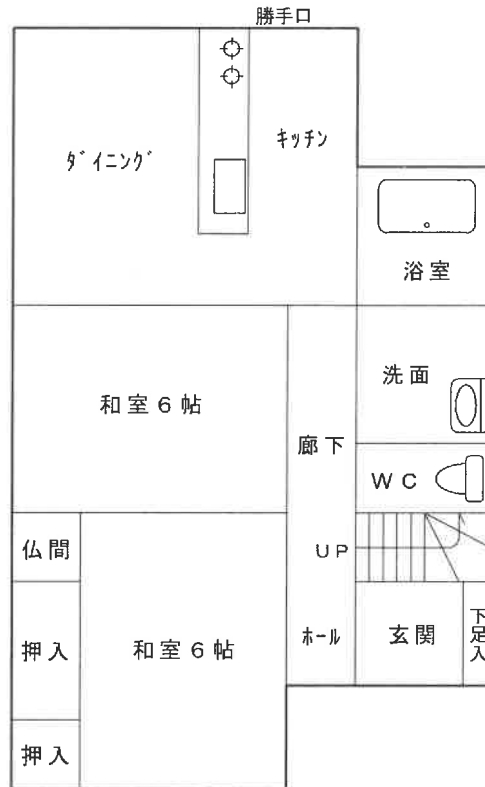 勝手口
ﾀﾞｲﾆﾝｸﾞ
ｷｯﾁﾝ
浴室
洗面
和室６帖
廊下
ＷＣ
仏間
ＵＰ
押入
和室６帖
ﾎｰﾙ
玄関
下足入
押入